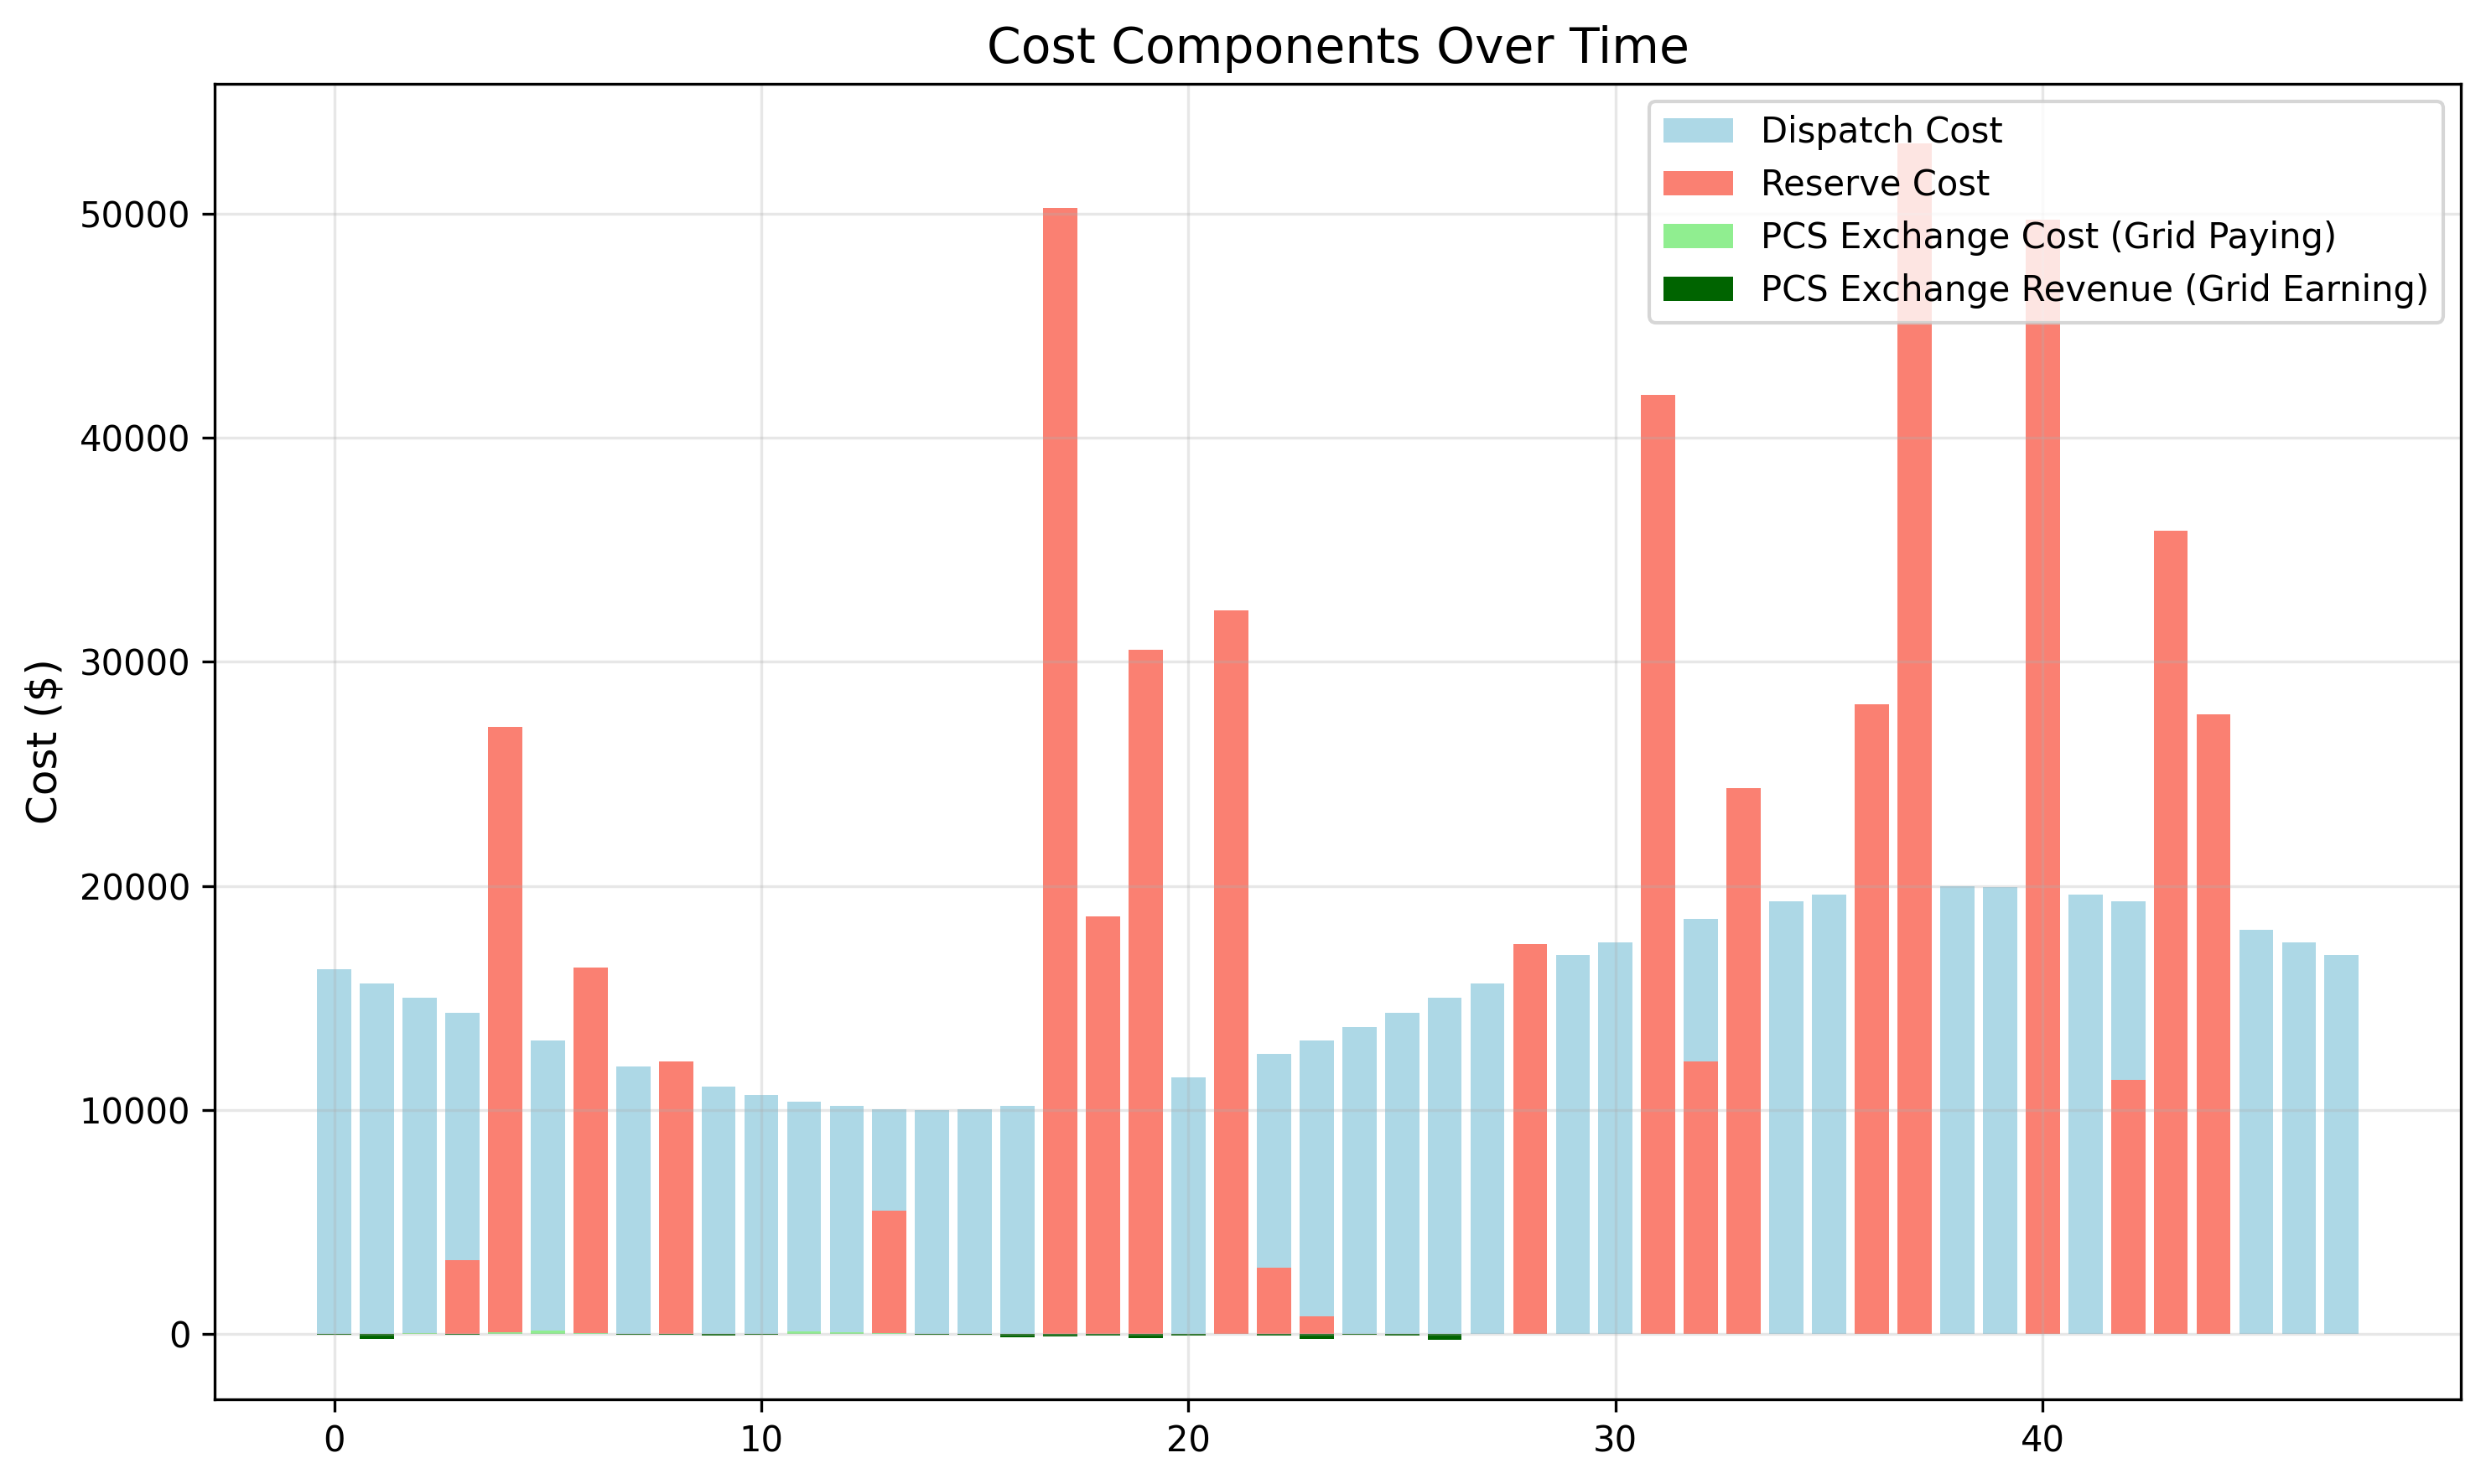 Cost Components Over Time
Dispatch Cost
Reserve Cost
PCS Exchange Cost (Grid Paying)
PCS Exchange Revenue (Grid Earning)
Cost ($)
50000
40000
30000
20000
10000
0
0 10 20 30 40